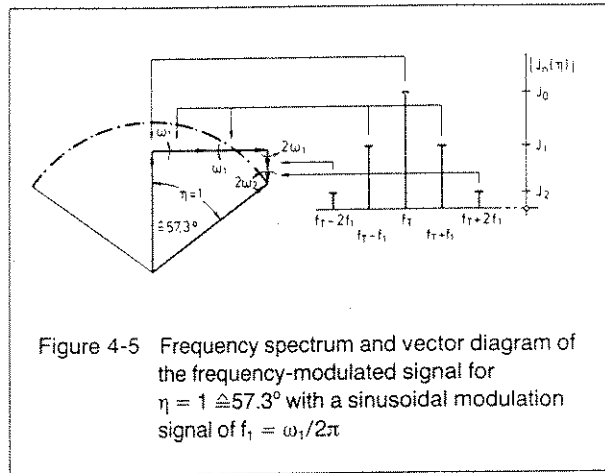 |Jn(η)|
J0
ω1
2ω1
J1
ω1
2ω2
η=1
J2
≙57.3°
fT−2f1
fT
fT+2f1
fT−f1
fT+f1
Figure 4-5 Frequency spectrum and vector diagram of
the frequency-modulated signal for
η = 1 ≙57.3° with a sinusoidal modulation
signal of f₁ = ω₁/2π